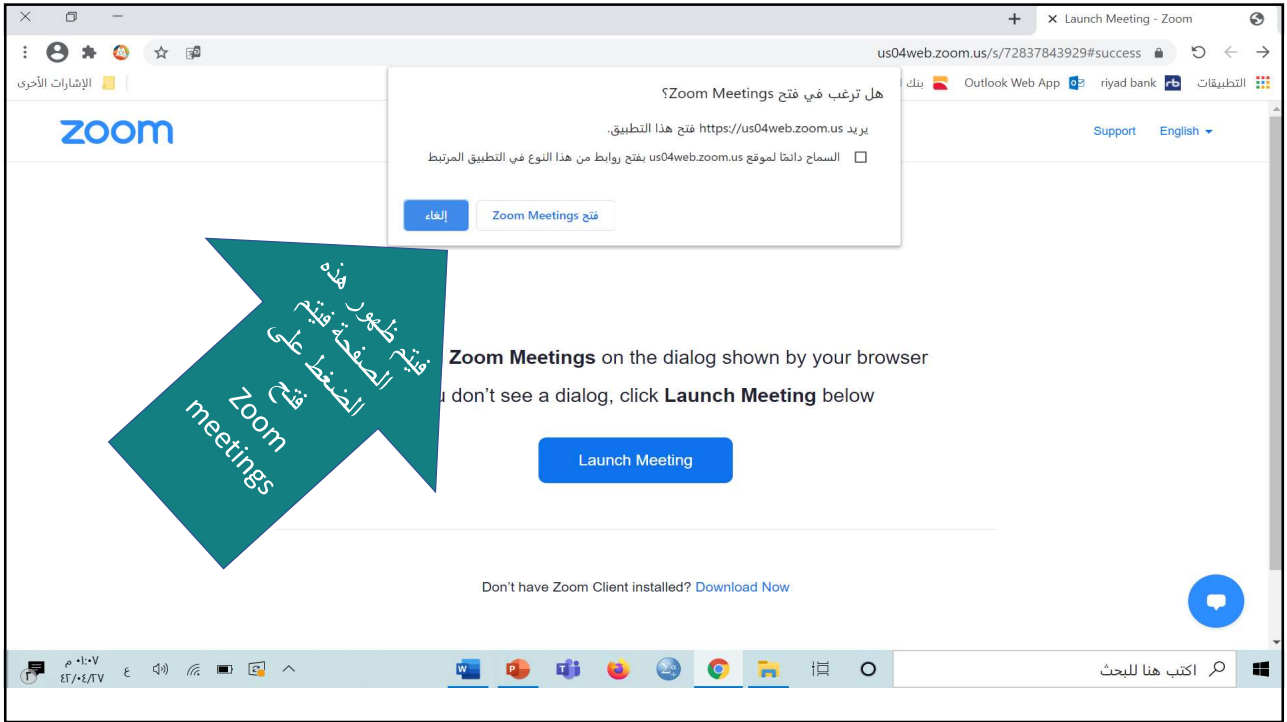 Launch Meeting - Zoom
us04web.zoom.us/s/72837843929#success
التطبيقات
riyad bank
Outlook Web App
بنك
الإشارات الأخرى
هل ترغب في فتح Zoom Meetings؟
يريد https://us04web.zoom.us فتح هذا التطبيق.
السماح دائمًا لموقع us04web.zoom.us بفتح روابط من هذا النوع في التطبيق المرتبط
فتح Zoom Meetings
إلغاء
zoom
Support
English
فيتم ظهور هذه
الصفحة فيتم
الضغط على
فتح
Zoom
meetings
Zoom Meetings on the dialog shown by your browser
don't see a dialog, click Launch Meeting below
Launch Meeting
Don't have Zoom Client installed? Download Now
اكتب هنا للبحث
ع
٠١:٠٧ م